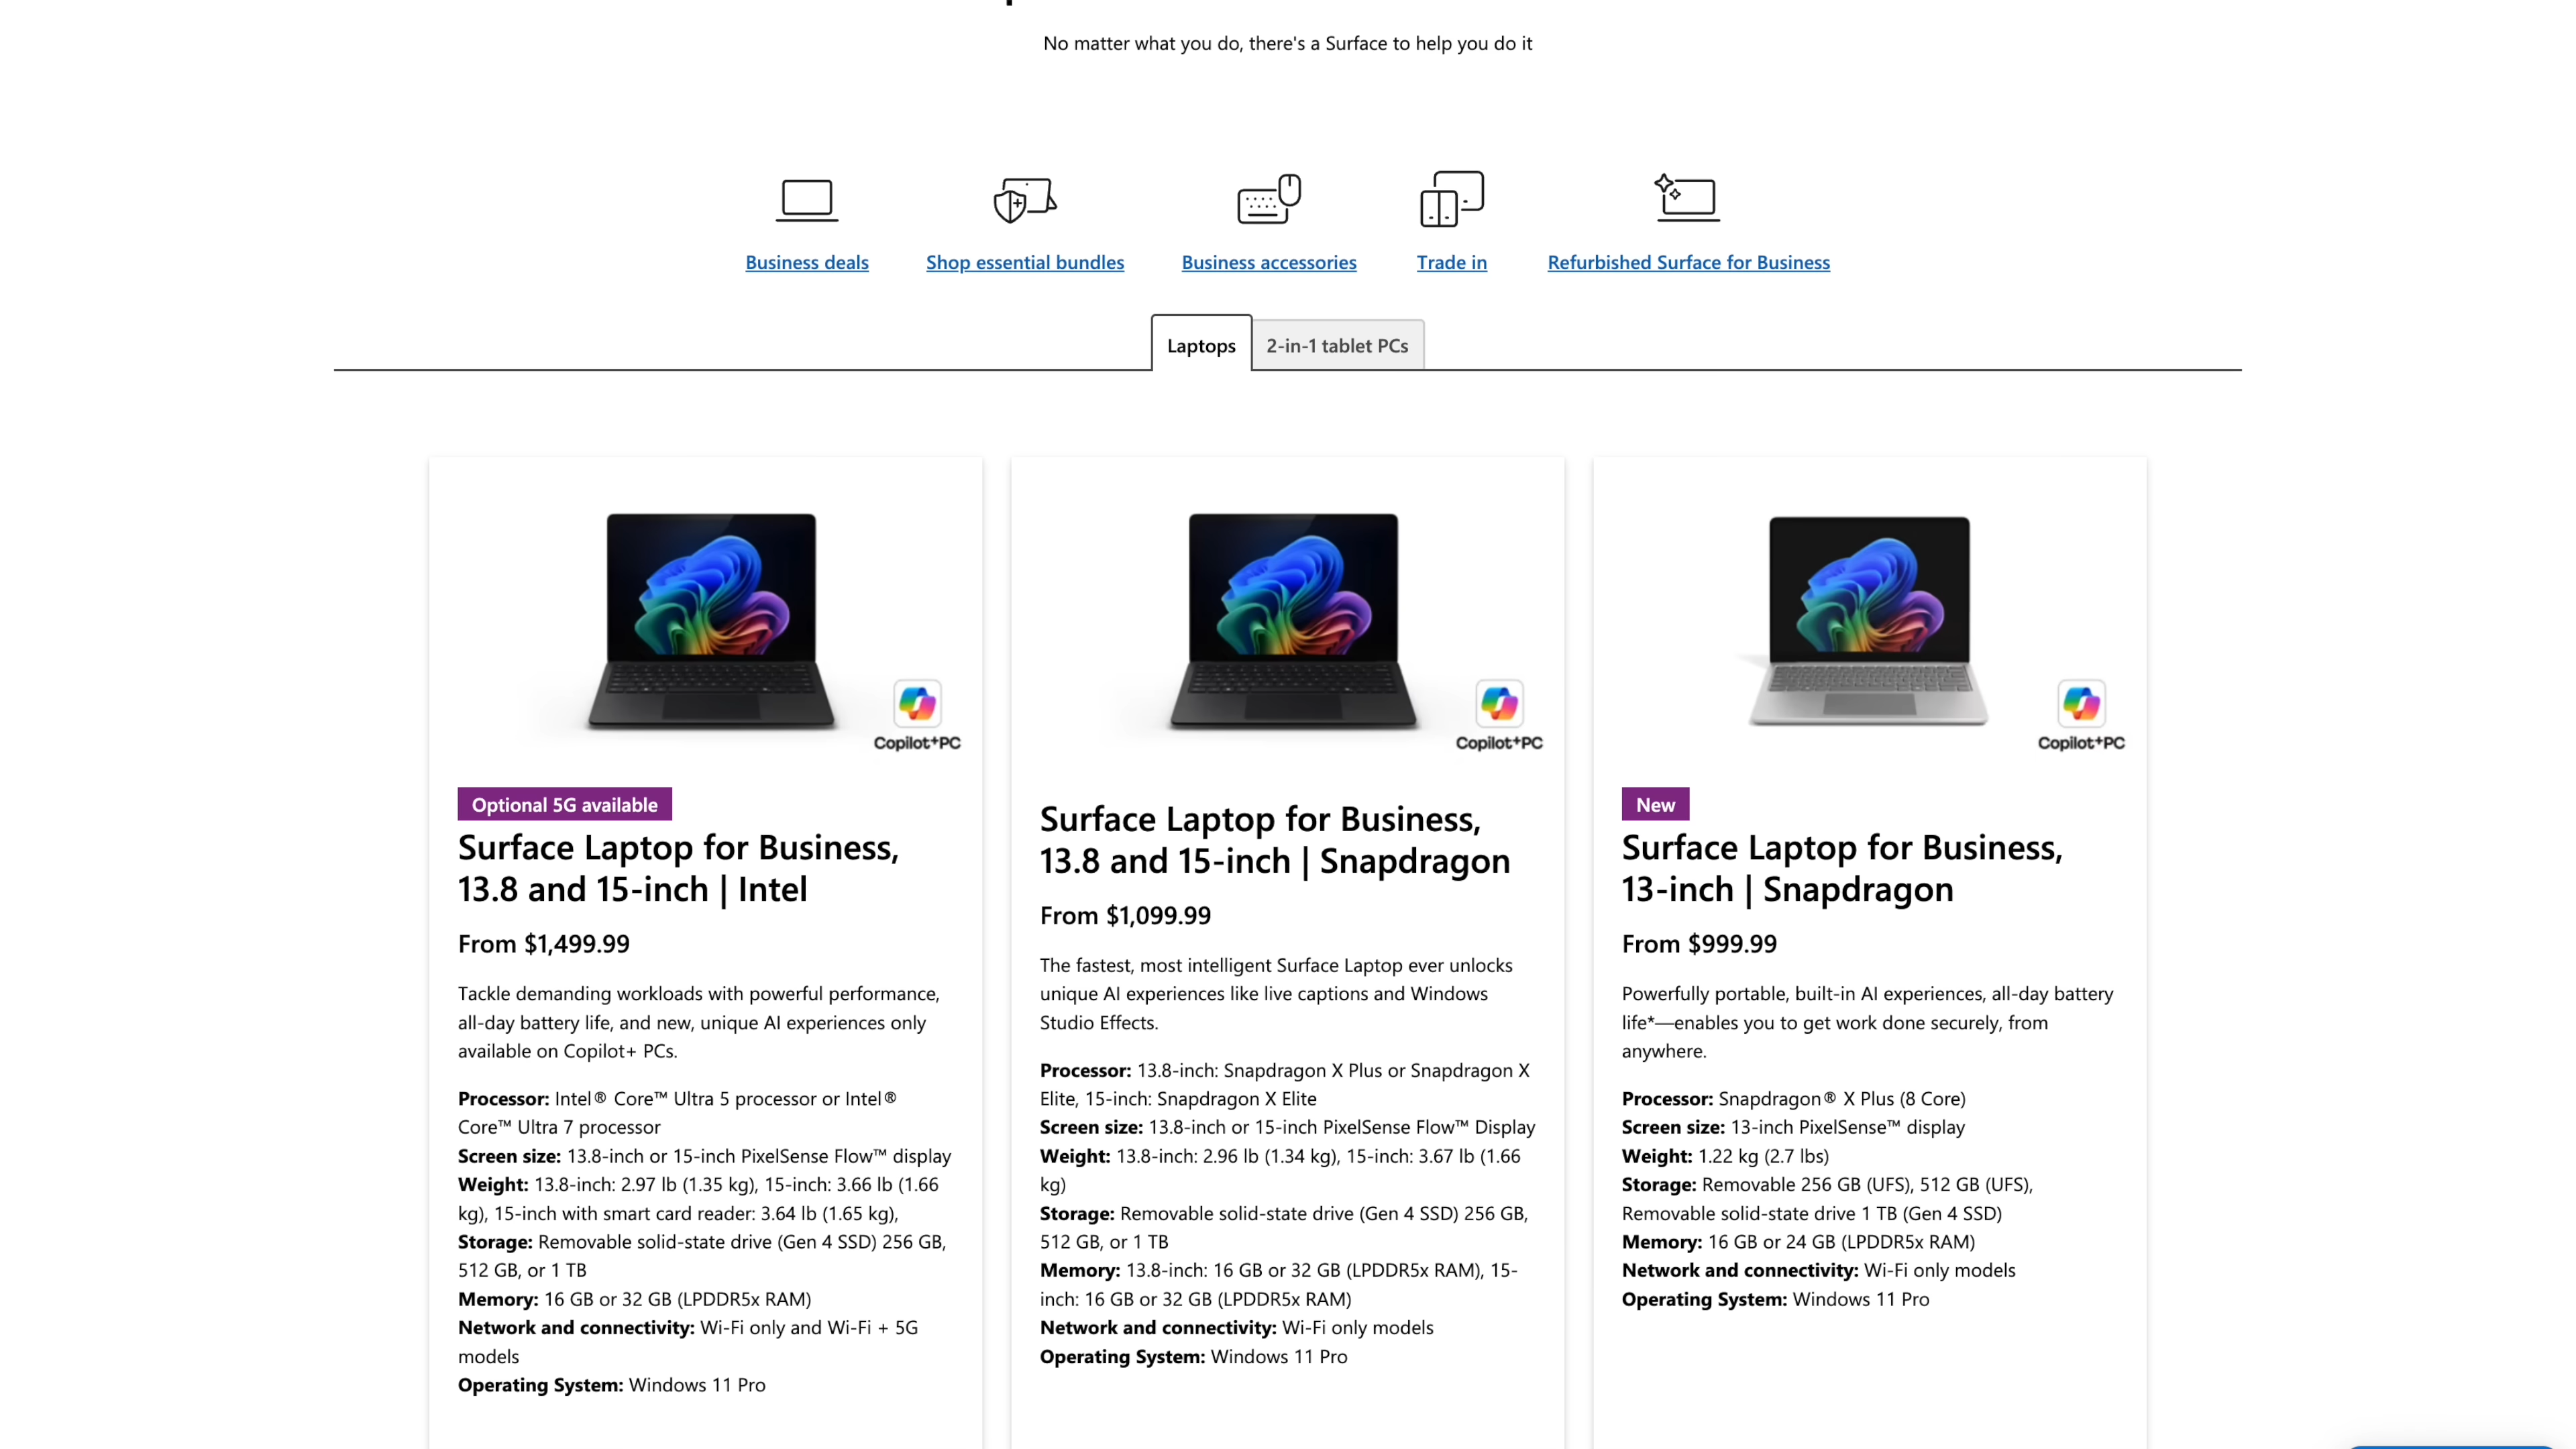 No matter what you do, there's a Surface to help you do it
Business deals
Shop essential bundles
Business accessories
Trade in
Refurbished Surface for Business
Laptops
2-in-1 tablet PCs
Copilot+PC
Optional 5G available
Surface Laptop for Business,
13.8 and 15-inch | Intel
From $1,499.99
Tackle demanding workloads with powerful performance,
all-day battery life, and new, unique AI experiences only
available on Copilot+ PCs.
Processor: Intel® Core™ Ultra 5 processor or Intel®
Core™ Ultra 7 processor
Screen size: 13.8-inch or 15-inch PixelSense Flow™ display
Weight: 13.8-inch: 2.97 lb (1.35 kg), 15-inch: 3.66 lb (1.66
kg), 15-inch with smart card reader: 3.64 lb (1.65 kg),
Storage: Removable solid-state drive (Gen 4 SSD) 256 GB,
512 GB, or 1 TB
Memory: 16 GB or 32 GB (LPDDR5x RAM)
Network and connectivity: Wi-Fi only and Wi-Fi + 5G
models
Operating System: Windows 11 Pro
Copilot+PC
Surface Laptop for Business,
13.8 and 15-inch | Snapdragon
From $1,099.99
The fastest, most intelligent Surface Laptop ever unlocks
unique AI experiences like live captions and Windows
Studio Effects.
Processor: 13.8-inch: Snapdragon X Plus or Snapdragon X
Elite, 15-inch: Snapdragon X Elite
Screen size: 13.8-inch or 15-inch PixelSense Flow™ Display
Weight: 13.8-inch: 2.96 lb (1.34 kg), 15-inch: 3.67 lb (1.66
kg)
Storage: Removable solid-state drive (Gen 4 SSD) 256 GB,
512 GB, or 1 TB
Memory: 13.8-inch: 16 GB or 32 GB (LPDDR5x RAM), 15-
inch: 16 GB or 32 GB (LPDDR5x RAM)
Network and connectivity: Wi-Fi only models
Operating System: Windows 11 Pro
Copilot+PC
New
Surface Laptop for Business,
13-inch | Snapdragon
From $999.99
Powerfully portable, built-in AI experiences, all-day battery
life*—enables you to get work done securely, from
anywhere.
Processor: Snapdragon® X Plus (8 Core)
Screen size: 13-inch PixelSense™ display
Weight: 1.22 kg (2.7 lbs)
Storage: Removable 256 GB (UFS), 512 GB (UFS),
Removable solid-state drive 1 TB (Gen 4 SSD)
Memory: 16 GB or 24 GB (LPDDR5x RAM)
Network and connectivity: Wi-Fi only models
Operating System: Windows 11 Pro